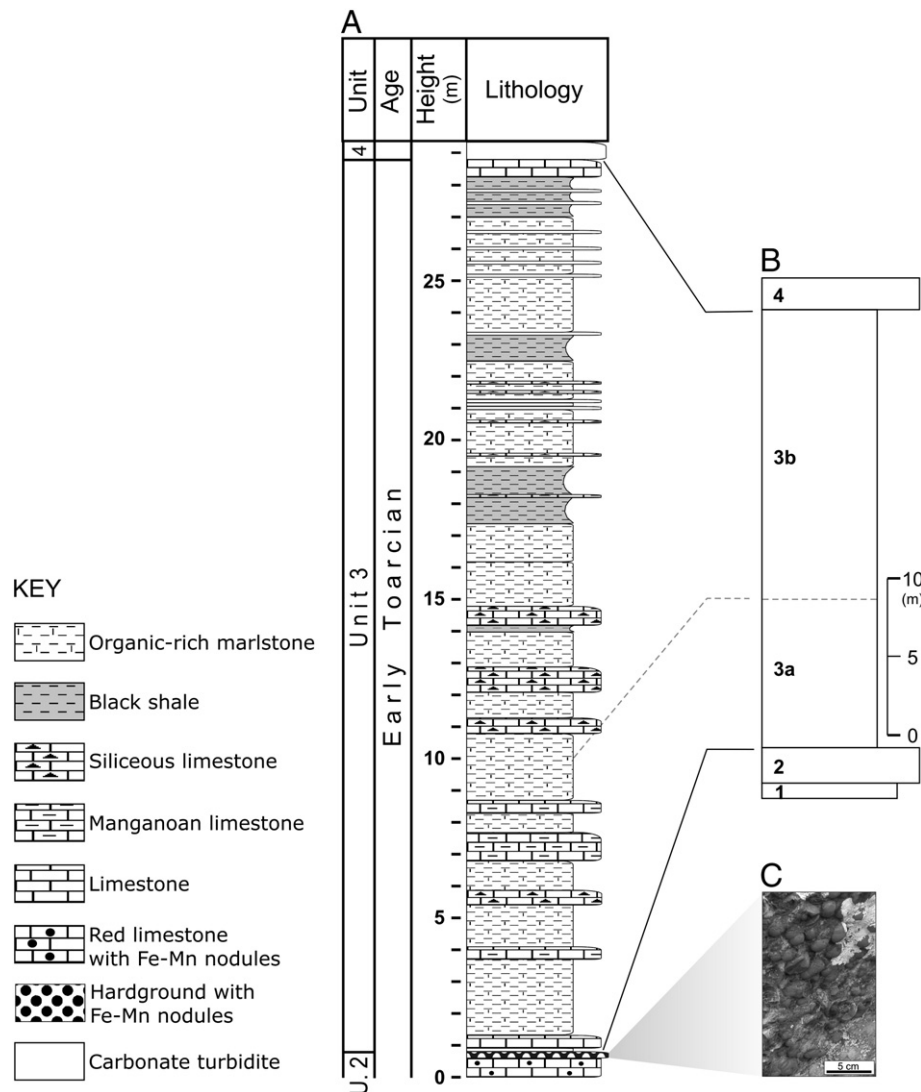 A
Unit
Age
Height
(m)
Lithology
4
Unit 3
U. 2
Early Toarcian
25
20
15
10
5
0
B
4
3b
3a
2
1
10
(m)
5
0
C
5 cm
KEY
Organic-rich marlstone
Black shale
Siliceous limestone
Manganoan limestone
Limestone
Red limestone
with Fe-Mn nodules
Hardground with
Fe-Mn nodules
Carbonate turbidite